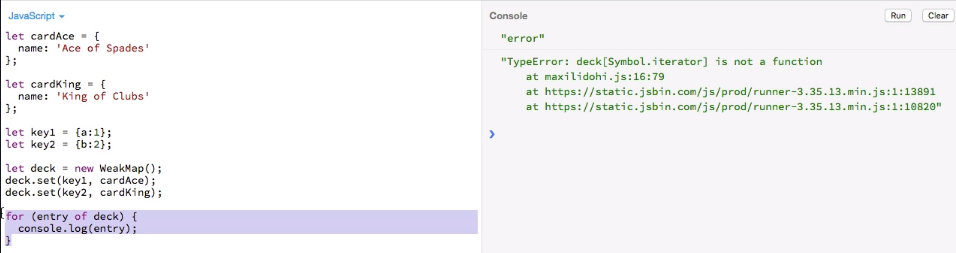 JavaScript
let cardAce = {
  name: 'Ace of Spades'
};
let cardKing = {
  name: 'King of Clubs'
};
let key1 = {a:1};
let key2 = {b:2};
let deck = new WeakMap();
deck.set(key1, cardAce);
deck.set(key2, cardKing);
for (entry of deck) {
  console.log(entry);
}
Console
Run
Clear
"error"
"TypeError: deck[Symbol.iterator] is not a function
    at maxilidohi.js:16:79
    at https://static.jsbin.com/js/prod/runner-3.35.13.min.js:1:13891
    at https://static.jsbin.com/js/prod/runner-3.35.13.min.js:1:10820"